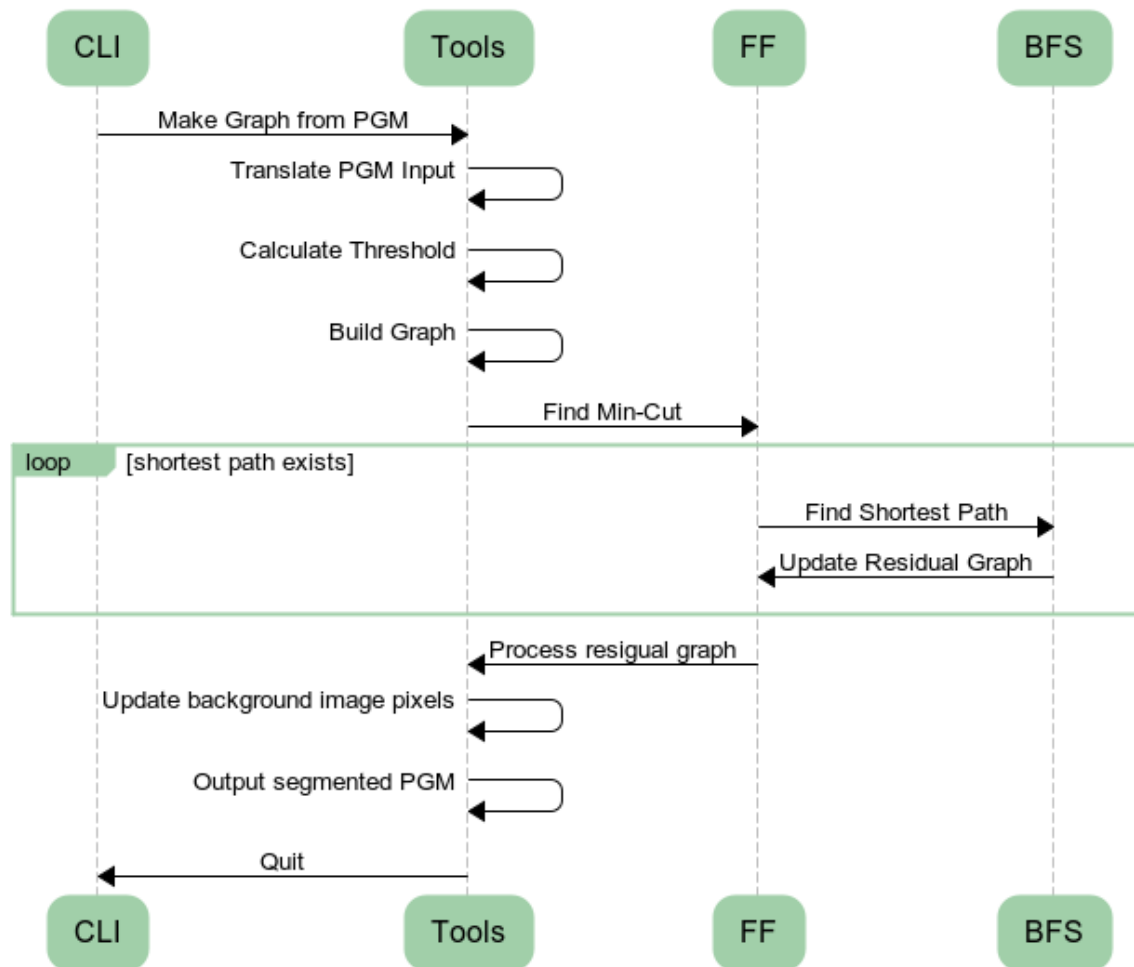 CLI Tools FF BFS
Make Graph from PGM
Translate PGM Input
Calculate Threshold
Build Graph
Find Min-Cut
loop [shortest path exists]
Find Shortest Path
Update Residual Graph
Process resigual graph
Update background image pixels
Output segmented PGM
Quit
CLI Tools FF BFS